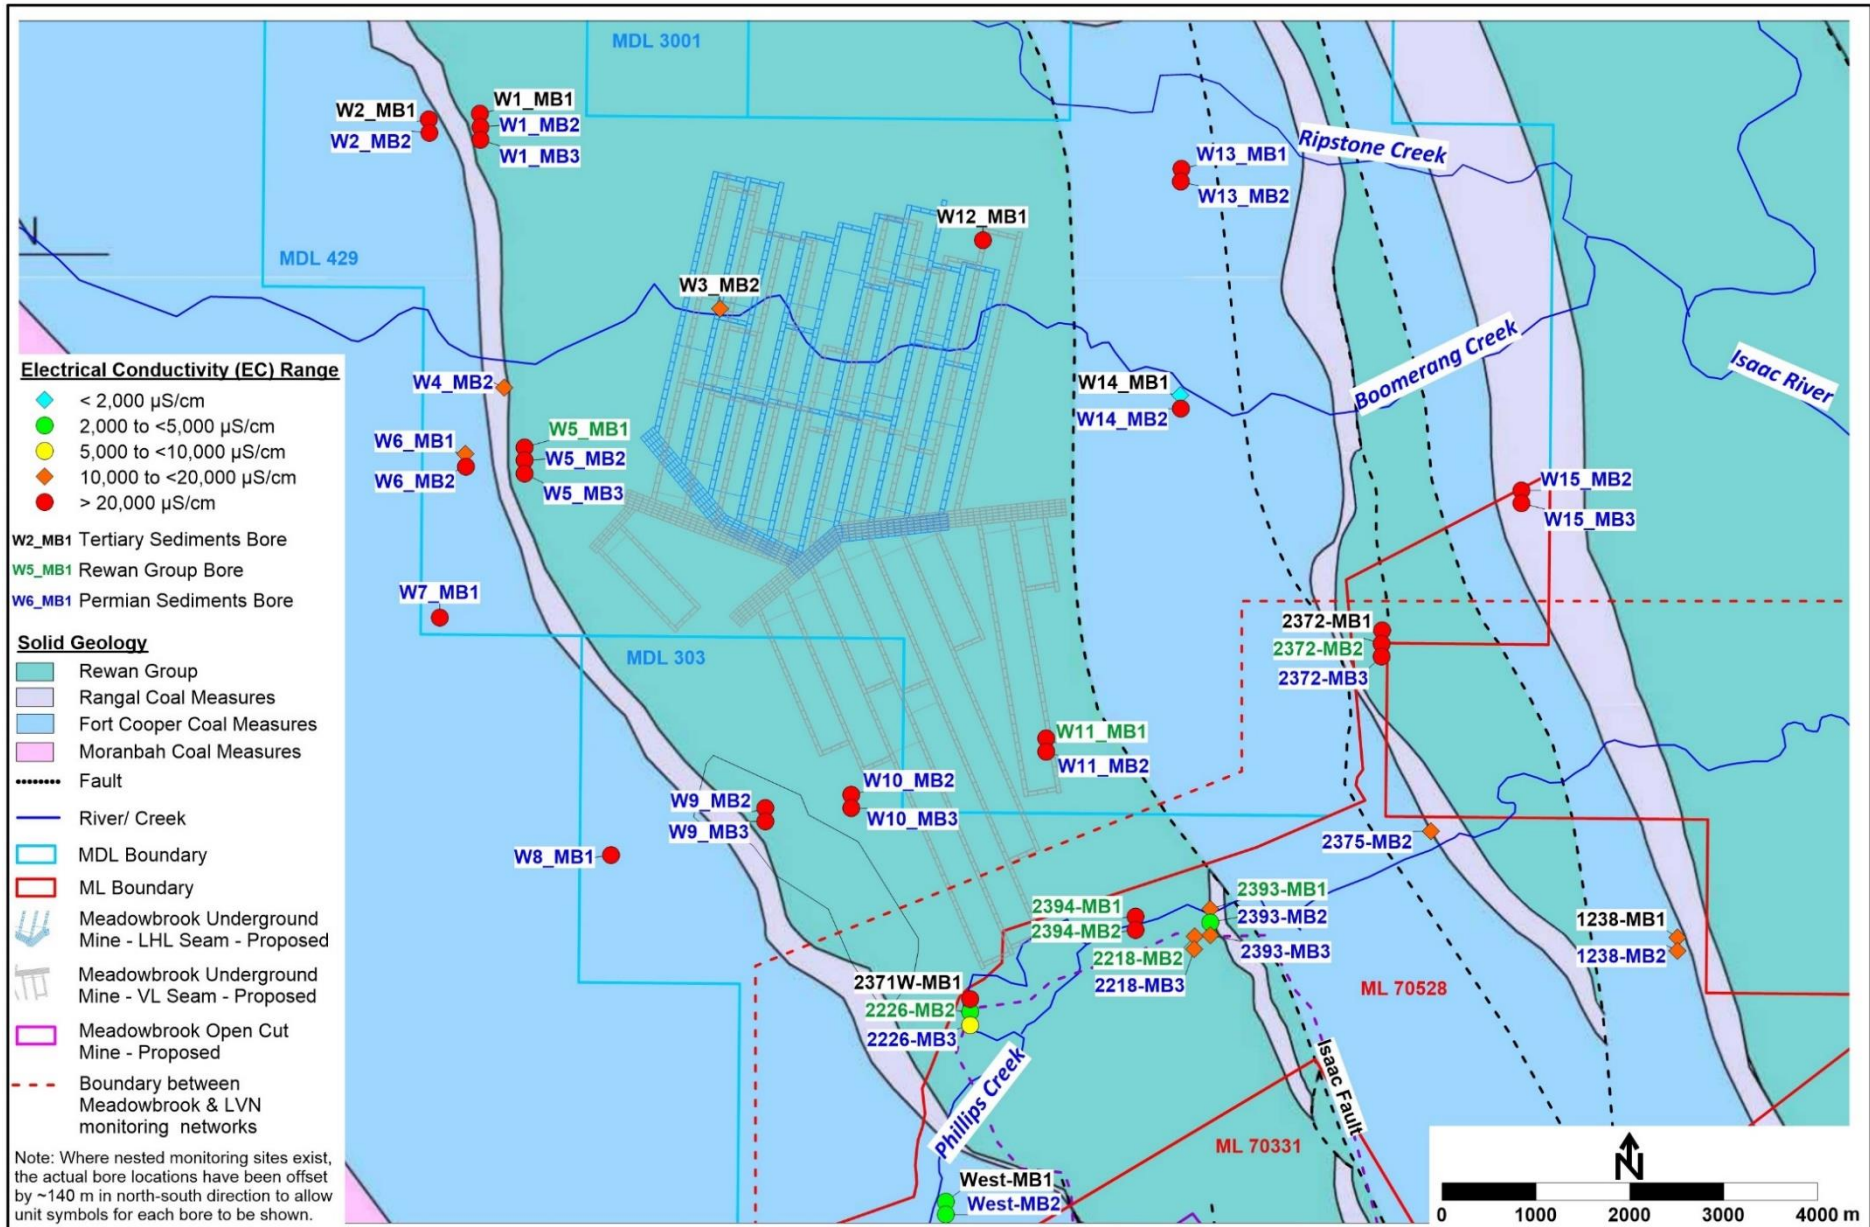 MDL 3001
W2_MB1
W2_MB2
W1_MB1
W1_MB2
W1_MB3
Ripstone Creek
W13_MB1
W13_MB2
W12_MB1
MDL 429
W3_MB2
Boomerang Creek
Isaac River
W4_MB2
W14_MB1
W14_MB2
W6_MB1
W6_MB2
W5_MB1
W5_MB2
W5_MB3
W15_MB2
W15_MB3
W7_MB1
MDL 303
2372-MB1
2372-MB2
2372-MB3
W11_MB1
W11_MB2
W10_MB2
W10_MB3
W9_MB2
W9_MB3
W8_MB1
2375-MB2
2394-MB1
2394-MB2
2393-MB1
2393-MB2
2393-MB3
2218-MB2
2218-MB3
1238-MB1
1238-MB2
2371W-MB1
2226-MB2
2226-MB3
ML 70528
Isaac Fault
Phillips Creek
ML 70331
West-MB1
West-MB2
Electrical Conductivity (EC) Range
< 2,000 µS/cm
2,000 to <5,000 µS/cm
5,000 to <10,000 µS/cm
10,000 to <20,000 µS/cm
> 20,000 µS/cm
W2_MB1 Tertiary Sediments Bore
W5_MB1 Rewan Group Bore
W6_MB1 Permian Sediments Bore
Solid Geology
Rewan Group
Rangal Coal Measures
Fort Cooper Coal Measures
Moranbah Coal Measures
Fault
River/ Creek
MDL Boundary
ML Boundary
Meadowbrook Underground
Mine - LHL Seam - Proposed
Meadowbrook Underground
Mine - VL Seam - Proposed
Meadowbrook Open Cut
Mine - Proposed
Boundary between
Meadowbrook & LVN
monitoring networks
Note: Where nested monitoring sites exist,
the actual bore locations have been offset
by ~140 m in north-south direction to allow
unit symbols for each bore to be shown.
N
0 1000 2000 3000 4000 m